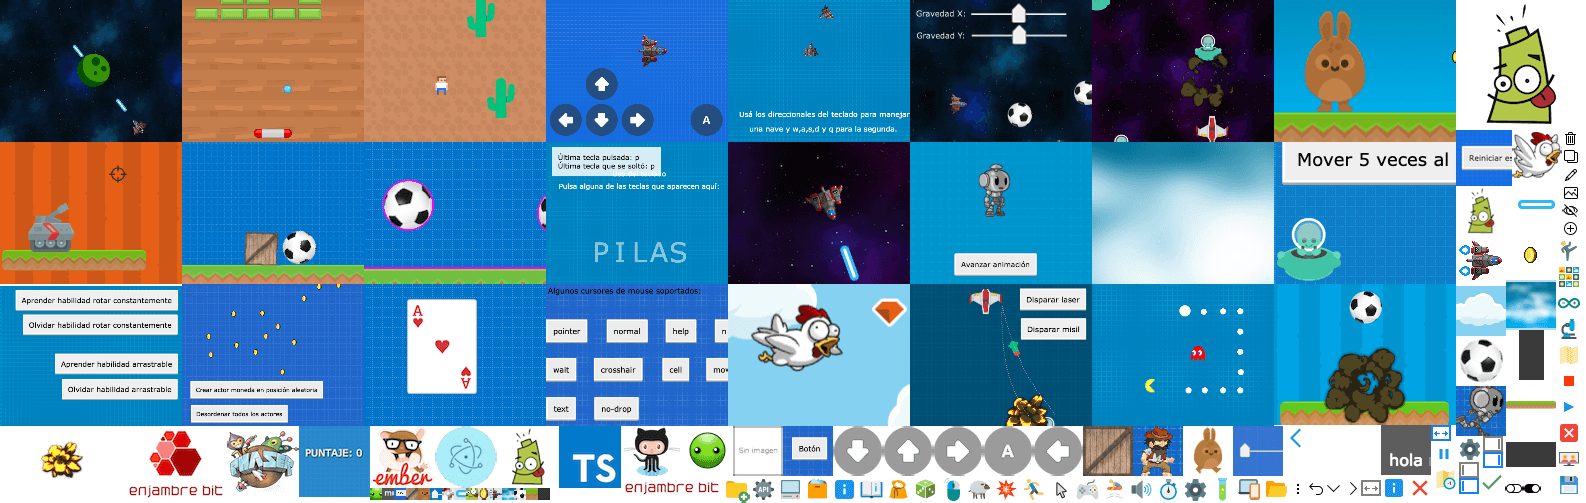 Gravedad X:
Gravedad Y:
A
Usá los direccionales del teclado para manejar
una nave y w,a,s,d y q para la segunda.
Última tecla pulsada: p
Última tecla que se soltó: p
Pulsa alguna de las teclas que aparecen aquí:
PILAS
Avanzar animación
Mover 5 veces al
Reiniciar es
Aprender habilidad rotar constantemente
Olvidar habilidad rotar constantemente
Aprender habilidad arrastrable
Olvidar habilidad arrastrable
Crear actor moneda en posición aleatoria
Desordenar todos los actores
A
A
Algunos cursores de mouse soportados:
pointer
normal
help
n
wait
crosshair
cell
mov
text
no-drop
Disparar laser
Disparar misil
enjambre bit
PHASER
PUNTAJE: 0
ember
TS
enjambre bit
Sin imagen
Botón
A
hola
API